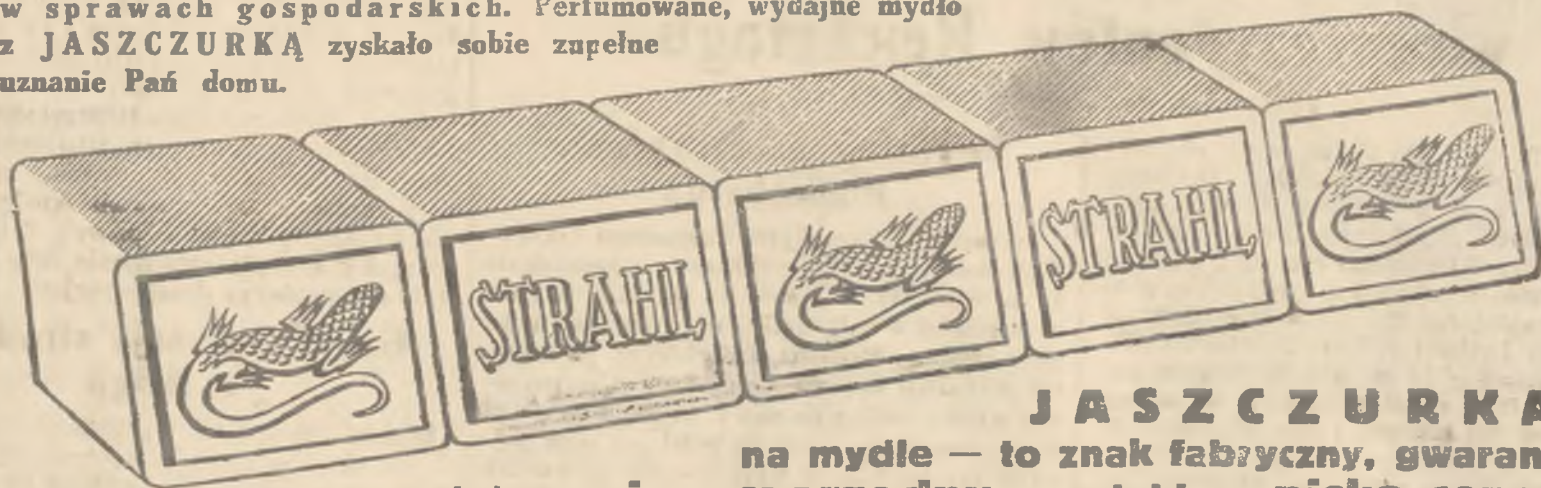 w sprawach gospodarskich. Perfumowane, wydajne mydło
z JASZCZURKĄ zyskało sobie zupełne
uznanie Pań domu.
STRAHL
STRAHL
JASZCZURKA
na mydle — to znak fabryczny, gwaran